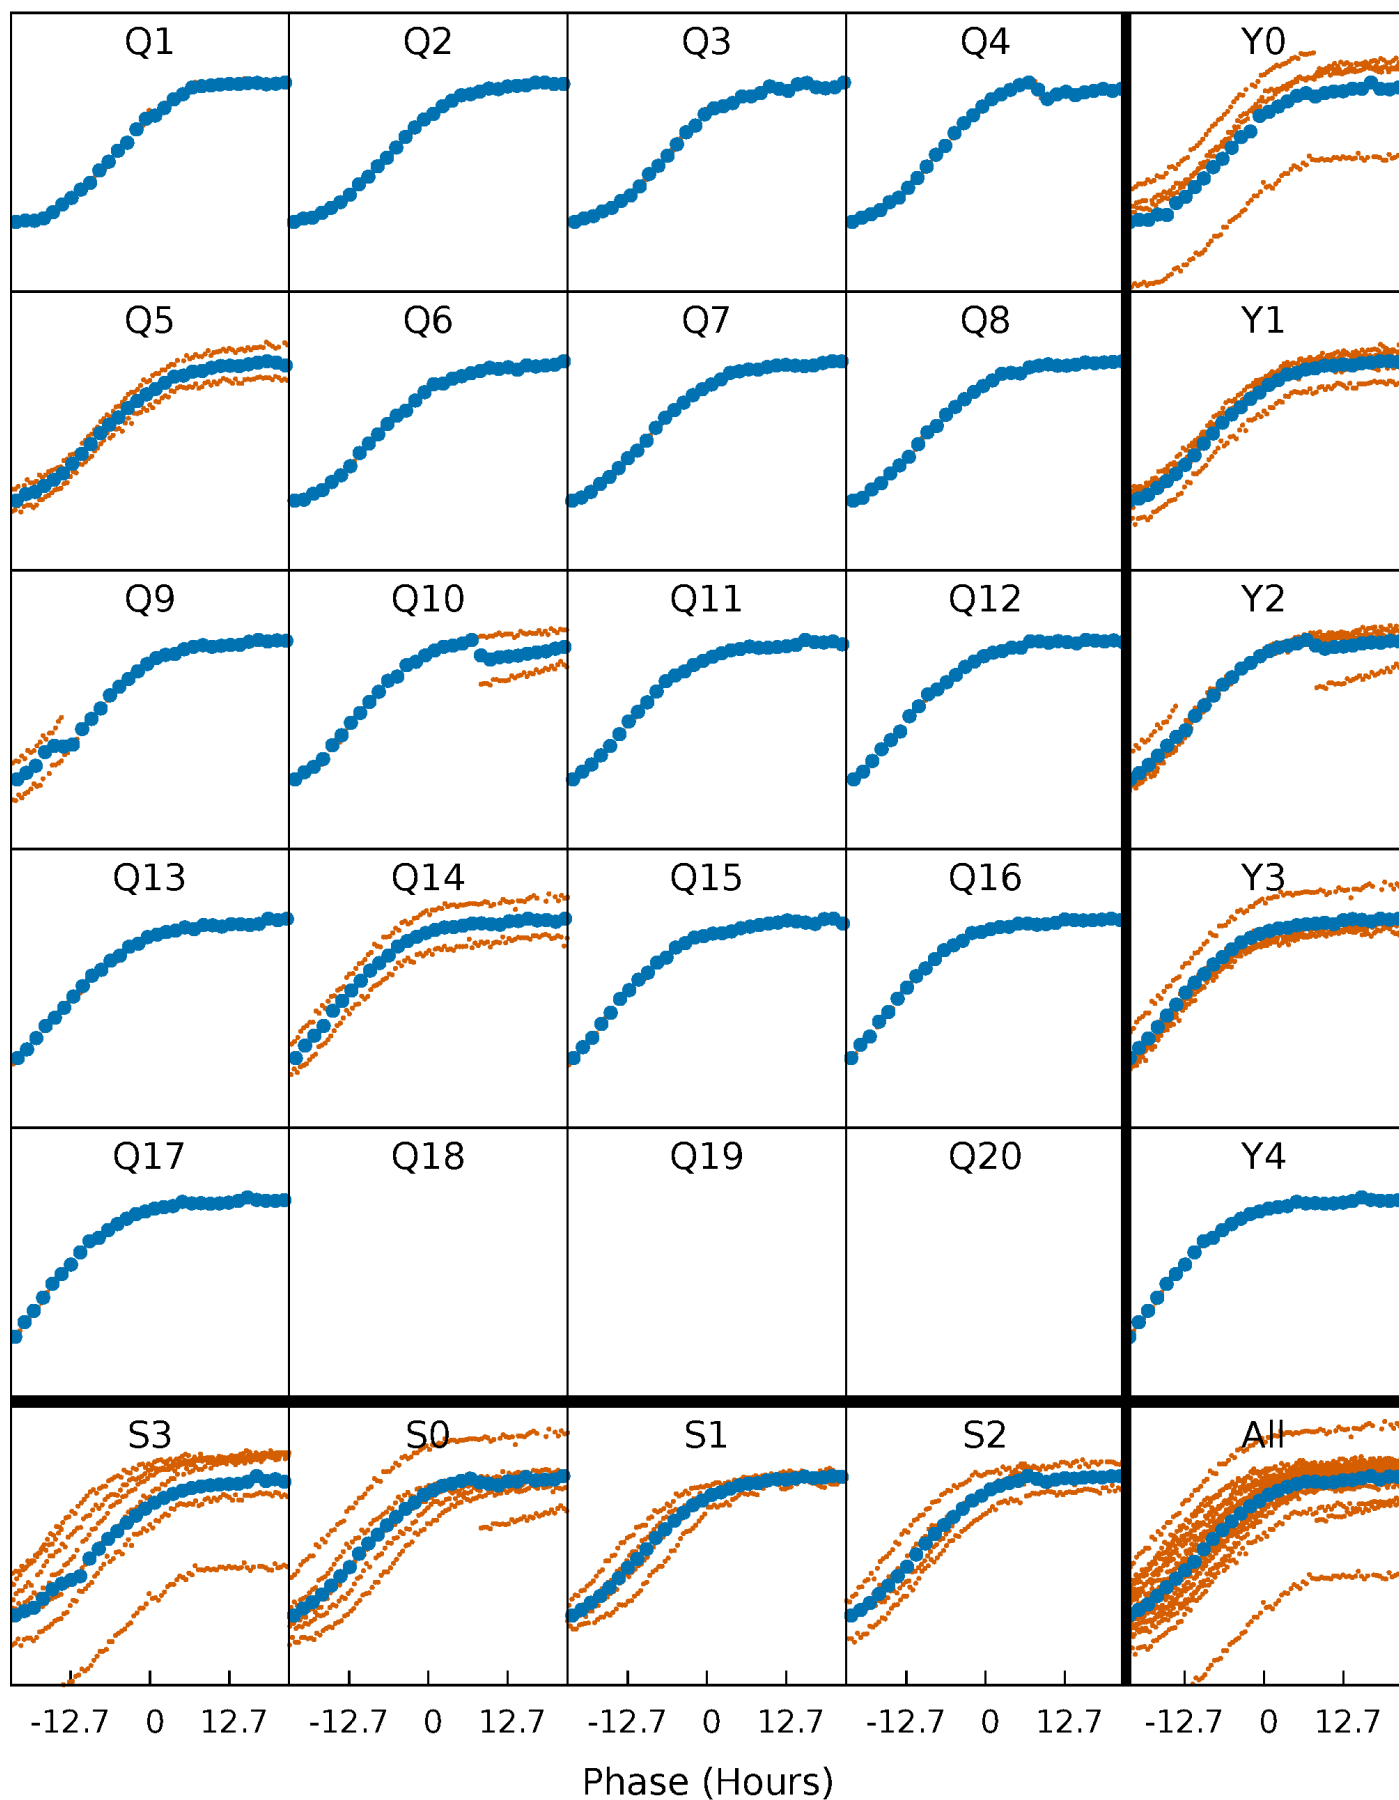 Q1 Q2 Q3 Q4 Y0
Q5 Q6 Q7 Q8 Y1
Q9 Q10 Q11 Q12 Y2
Q13 Q14 Q15 Q16 Y3
Q17 Q18 Q19 Q20 Y4
S3 S0 S1 S2 All
-12.7 0 12.7 -12.7 0 12.7 -12.7 0 12.7 -12.7 0 12.7 -12.7 0 12.7
Phase (Hours)